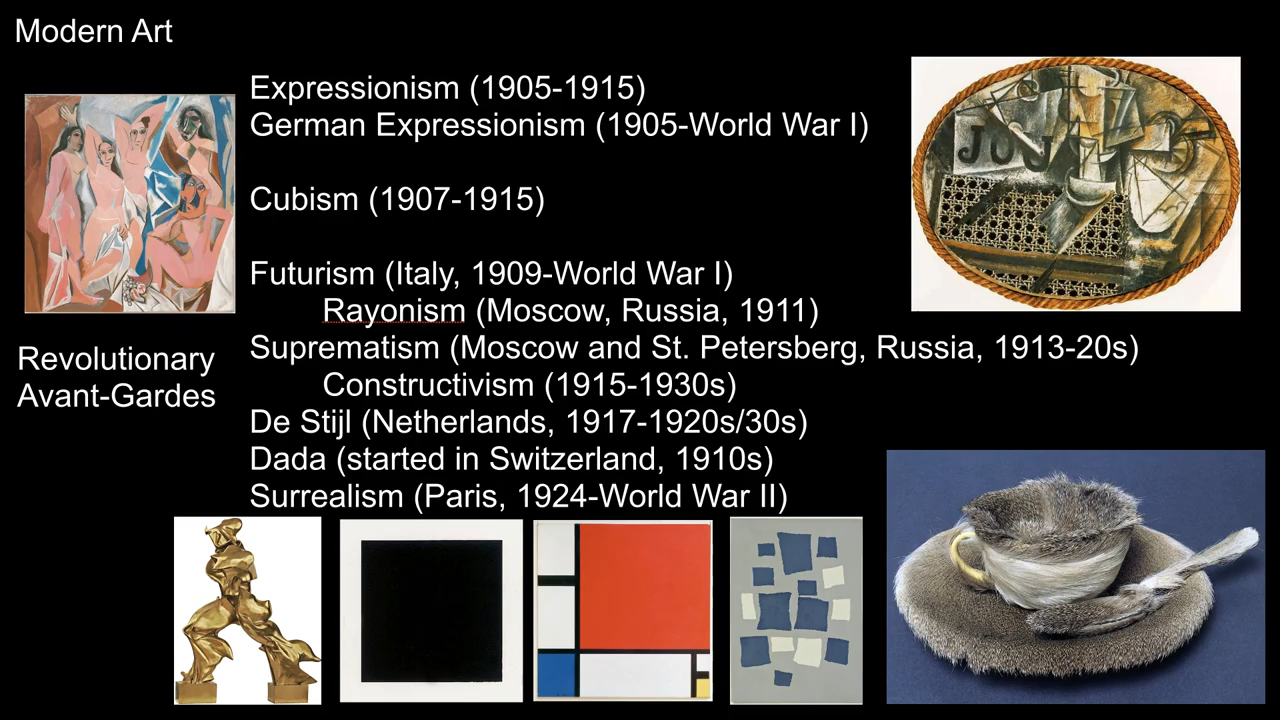 Modern Art
Expressionism (1905-1915)
German Expressionism (1905-World War I)
Cubism (1907-1915)
Futurism (Italy, 1909-World War I)
Rayonism (Moscow, Russia, 1911)
Suprematism (Moscow and St. Petersberg, Russia, 1913-20s)
Constructivism (1915-1930s)
De Stijl (Netherlands, 1917-1920s/30s)
Dada (started in Switzerland, 1910s)
Surrealism (Paris, 1924-World War II)
Revolutionary
Avant-Gardes
JOU